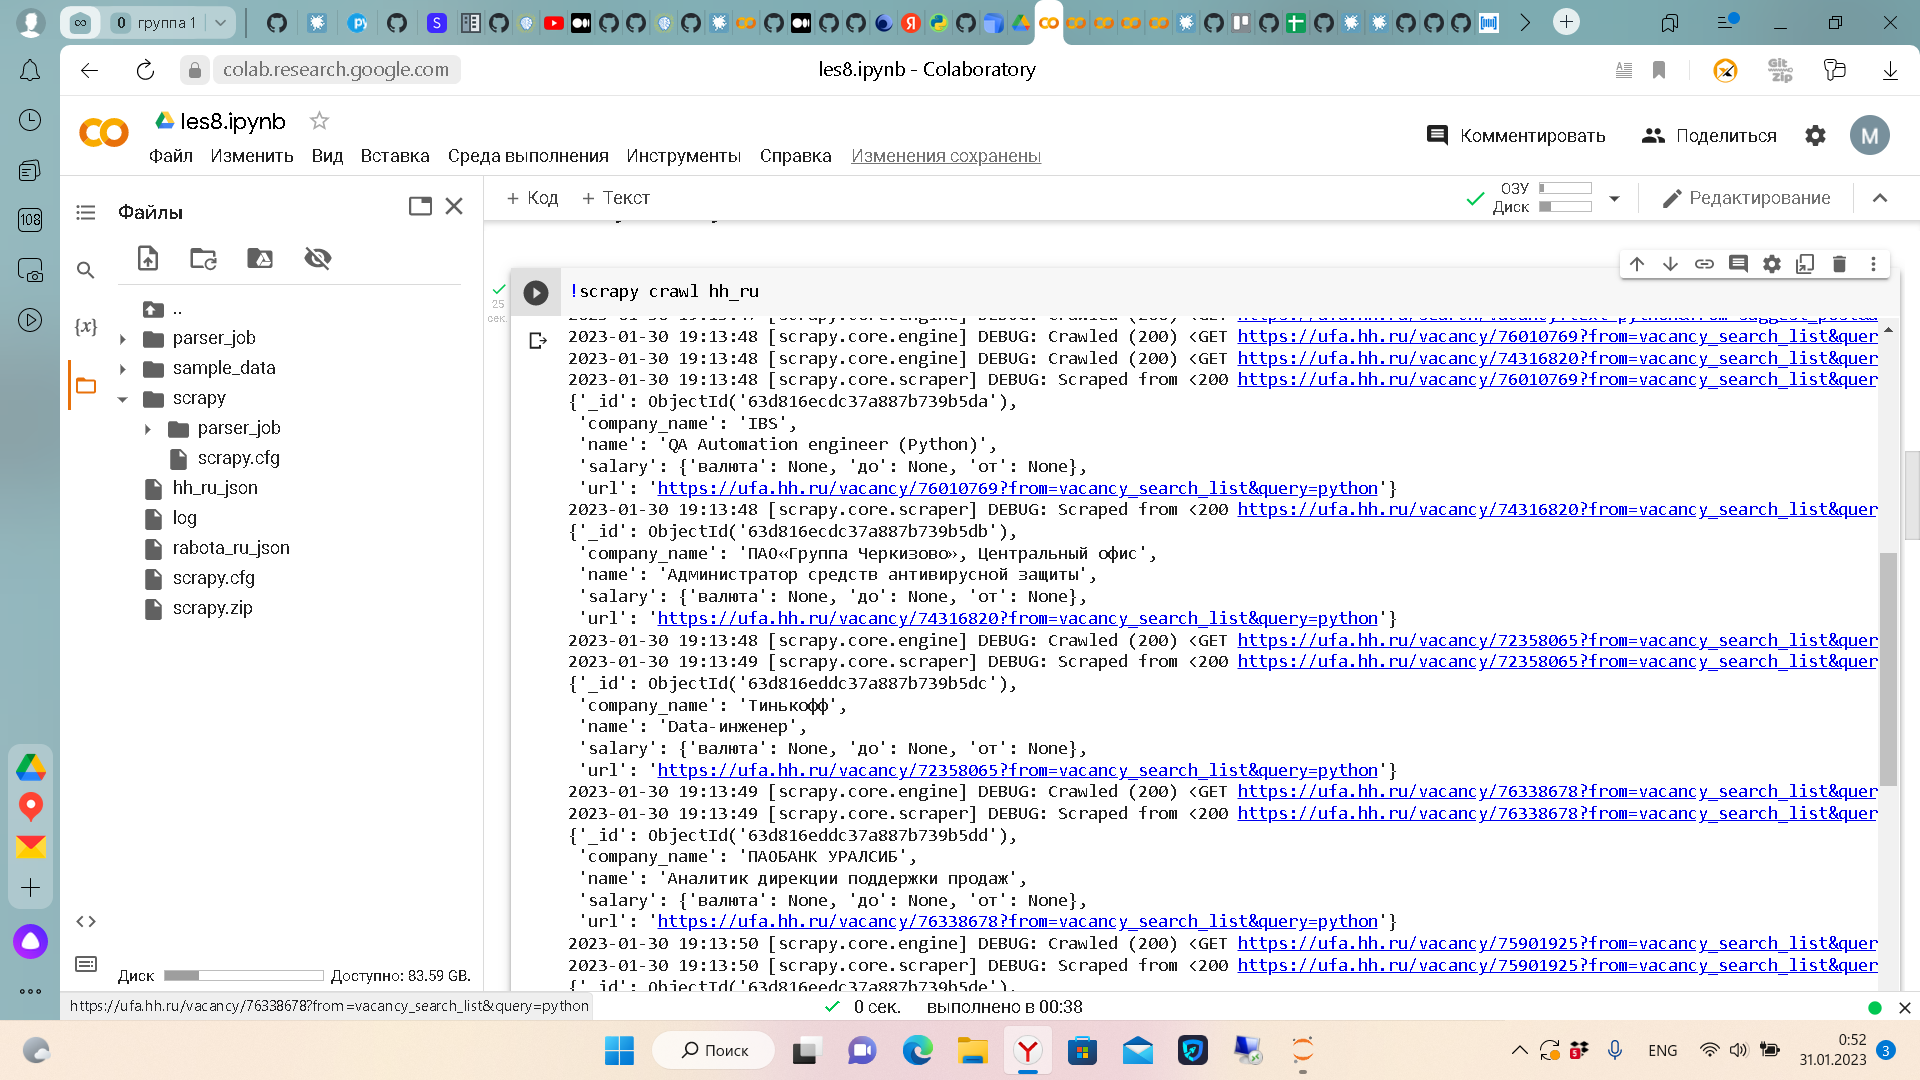 0 группа 1
colab.research.google.com
les8.ipynb - Colaboratory
les8.ipynb
Комментировать
Поделиться
M
Файл Изменить Вид Вставка Среда выполнения Инструменты Справка Изменения сохранены
108
Файлы
+ Код + Текст
ОЗУ
Диск
Редактирование
..
parser_job
sample_data
scrapy
parser_job
scrapy.cfg
hh_ru_json
log
rabota_ru_json
scrapy.cfg
scrapy.zip
{x}
Диск
Доступно: 83.59 GB.
25
сек.
!scrapy crawl hh_ru
2023-01-30 19:13:48 [scrapy.core.engine] DEBUG: Crawled (200) <GET https://ufa.hh.ru/vacancy/76010769?from=vacancy_search_list&quer
2023-01-30 19:13:48 [scrapy.core.engine] DEBUG: Crawled (200) <GET https://ufa.hh.ru/vacancy/74316820?from=vacancy_search_list&quer
2023-01-30 19:13:48 [scrapy.core.scraper] DEBUG: Scraped from <200 https://ufa.hh.ru/vacancy/76010769?from=vacancy_search_list&quer
{'_id': ObjectId('63d816ecdc37a887b739b5da'),
'company_name': 'IBS',
'name': 'QA Automation engineer (Python)',
'salary': {'валюта': None, 'до': None, 'от': None},
'url': 'https://ufa.hh.ru/vacancy/76010769?from=vacancy_search_list&query=python'}
2023-01-30 19:13:48 [scrapy.core.scraper] DEBUG: Scraped from <200 https://ufa.hh.ru/vacancy/74316820?from=vacancy_search_list&quer
{'_id': ObjectId('63d816ecdc37a887b739b5db'),
'company_name': 'ПАО«Группа Черкизово», Центральный офис',
'name': 'Администратор средств антивирусной защиты',
'salary': {'валюта': None, 'до': None, 'от': None},
'url': 'https://ufa.hh.ru/vacancy/74316820?from=vacancy_search_list&query=python'}
2023-01-30 19:13:48 [scrapy.core.engine] DEBUG: Crawled (200) <GET https://ufa.hh.ru/vacancy/72358065?from=vacancy_search_list&quer
2023-01-30 19:13:49 [scrapy.core.scraper] DEBUG: Scraped from <200 https://ufa.hh.ru/vacancy/72358065?from=vacancy_search_list&quer
{'_id': ObjectId('63d816eddc37a887b739b5dc'),
'company_name': 'Тинькофф',
'name': 'Data-инженер',
'salary': {'валюта': None, 'до': None, 'от': None},
'url': 'https://ufa.hh.ru/vacancy/72358065?from=vacancy_search_list&query=python'}
2023-01-30 19:13:49 [scrapy.core.engine] DEBUG: Crawled (200) <GET https://ufa.hh.ru/vacancy/76338678?from=vacancy_search_list&quer
2023-01-30 19:13:49 [scrapy.core.scraper] DEBUG: Scraped from <200 https://ufa.hh.ru/vacancy/76338678?from=vacancy_search_list&quer
{'_id': ObjectId('63d816eddc37a887b739b5dd'),
'company_name': 'ПАОБАНК УРАЛСИБ',
'name': 'Аналитик дирекции поддержки продаж',
'salary': {'валюта': None, 'до': None, 'от': None},
'url': 'https://ufa.hh.ru/vacancy/76338678?from=vacancy_search_list&query=python'}
2023-01-30 19:13:50 [scrapy.core.engine] DEBUG: Crawled (200) <GET https://ufa.hh.ru/vacancy/75901925?from=vacancy_search_list&quer
2023-01-30 19:13:50 [scrapy.core.scraper] DEBUG: Scraped from <200 https://ufa.hh.ru/vacancy/75901925?from=vacancy_search_list&quer
{'_id': ObjectId('63d816eddc37a887b739b5de'
https://ufa.hh.ru/vacancy/76338678?from=vacancy_search_list&query=python
0 сек. выполнено в 00:38
Поиск
ENG
0:52
31.01.2023
3